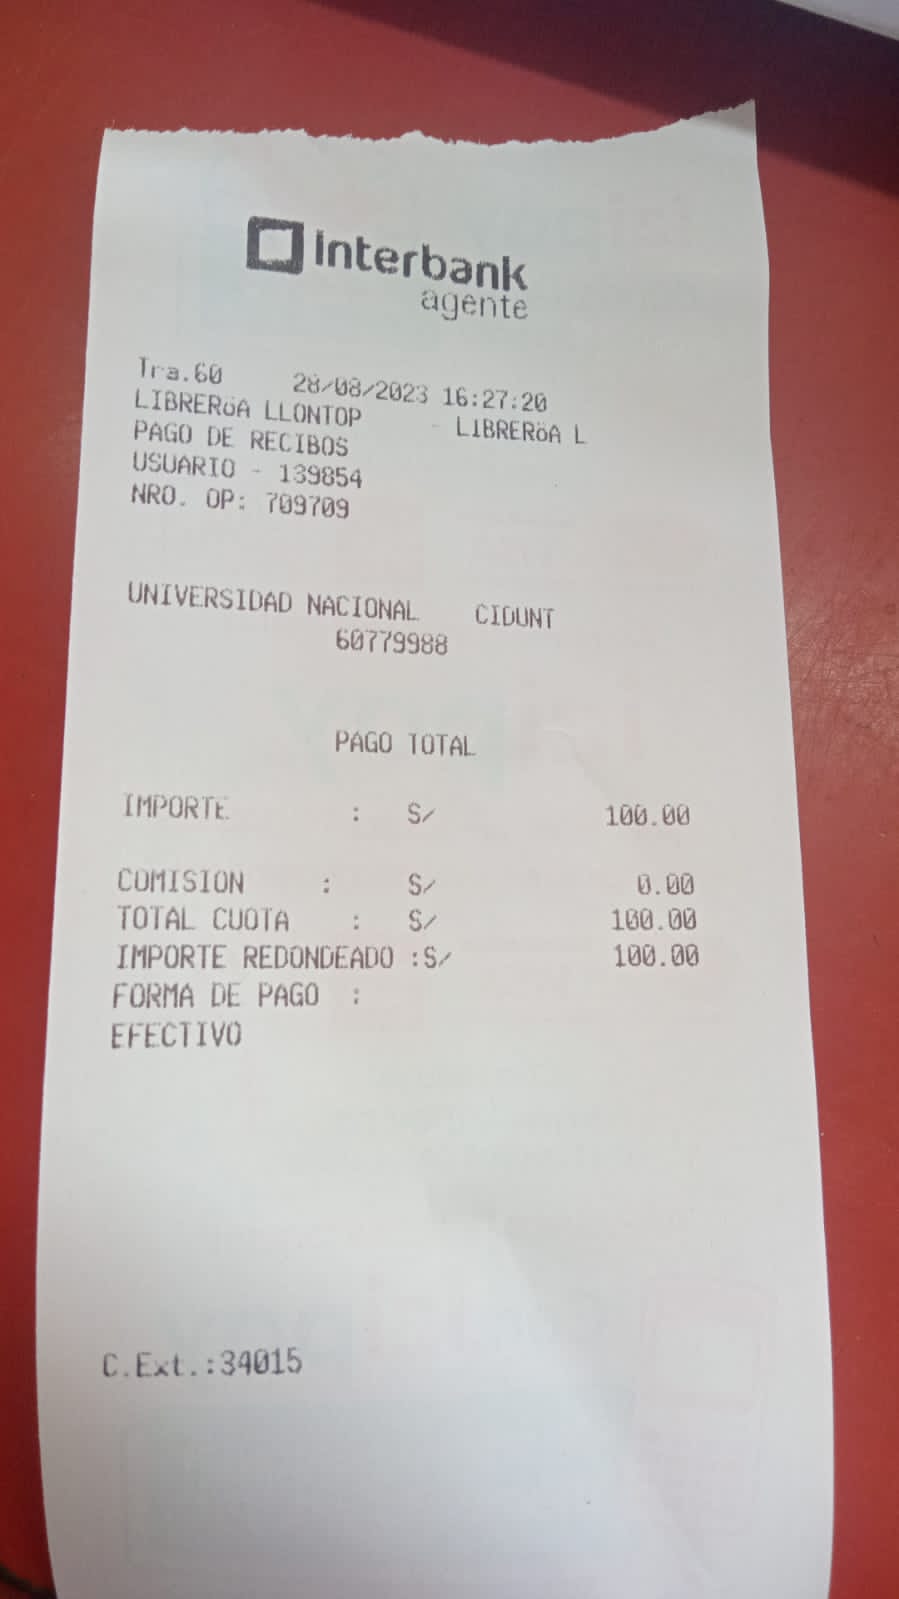 interbank
agente
Tra.60 28/08/2023 16:27:20
LIBRERöA LLONTOP - LIBRERöA L
PAGO DE RECIBOS
USUARIO - 139854
NRO. OP: 709709
UNIVERSIDAD NACIONAL CIDUNT
60779988
PAGO TOTAL
IMPORTE : S/ 100.00
COMISION : S/ 0.00
TOTAL CUOTA : S/ 100.00
IMPORTE REDONDEADO :S/ 100.00
FORMA DE PAGO :
EFECTIVO
C.Ext.:34015